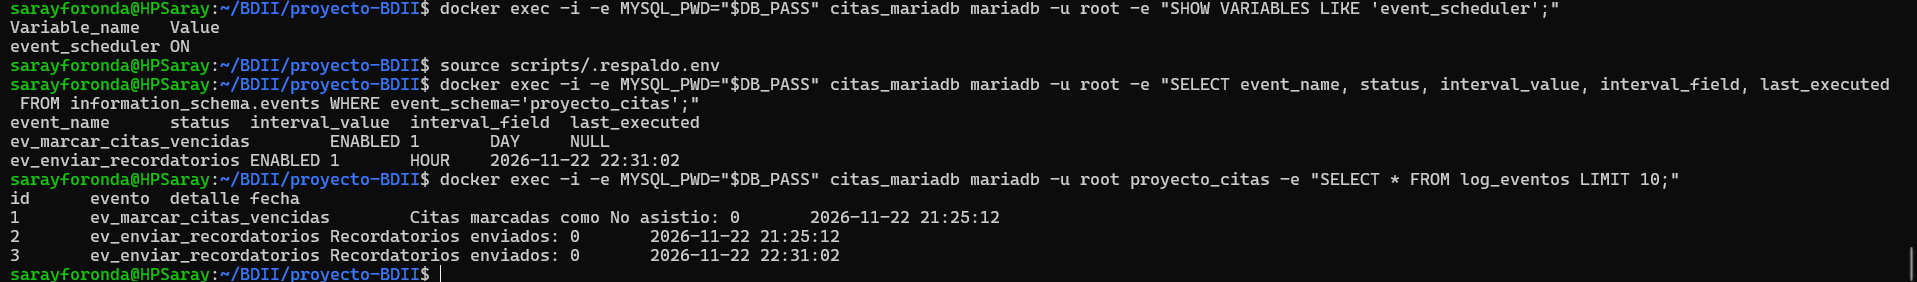 sarayforonda@HPSaray:~/BDII/proyecto-BDII$ docker exec -i -e MYSQL_PWD="$DB_PASS" citas_mariadb mariadb -u root -e "SHOW VARIABLES LIKE 'event_scheduler';"
Variable_name Value
event_scheduler ON
sarayforonda@HPSaray:~/BDII/proyecto-BDII$ source scripts/.respaldo.env
sarayforonda@HPSaray:~/BDII/proyecto-BDII$ docker exec -i -e MYSQL_PWD="$DB_PASS" citas_mariadb mariadb -u root -e "SELECT event_name, status, interval_value, interval_field, last_executed
FROM information_schema.events WHERE event_schema='proyecto_citas';"
event_name status interval_value interval_field last_executed
ev_marcar_citas_vencidas ENABLED 1 DAY NULL
ev_enviar_recordatorios ENABLED 1 HOUR 2026-11-22 22:31:02
sarayforonda@HPSaray:~/BDII/proyecto-BDII$ docker exec -i -e MYSQL_PWD="$DB_PASS" citas_mariadb mariadb -u root proyecto_citas -e "SELECT * FROM log_eventos LIMIT 10;"
id evento detalle fecha
1 ev_marcar_citas_vencidas Citas marcadas como No asistio: 0 2026-11-22 21:25:12
2 ev_enviar_recordatorios Recordatorios enviados: 0 2026-11-22 21:25:12
3 ev_enviar_recordatorios Recordatorios enviados: 0 2026-11-22 22:31:02
sarayforonda@HPSaray:~/BDII/proyecto-BDII$